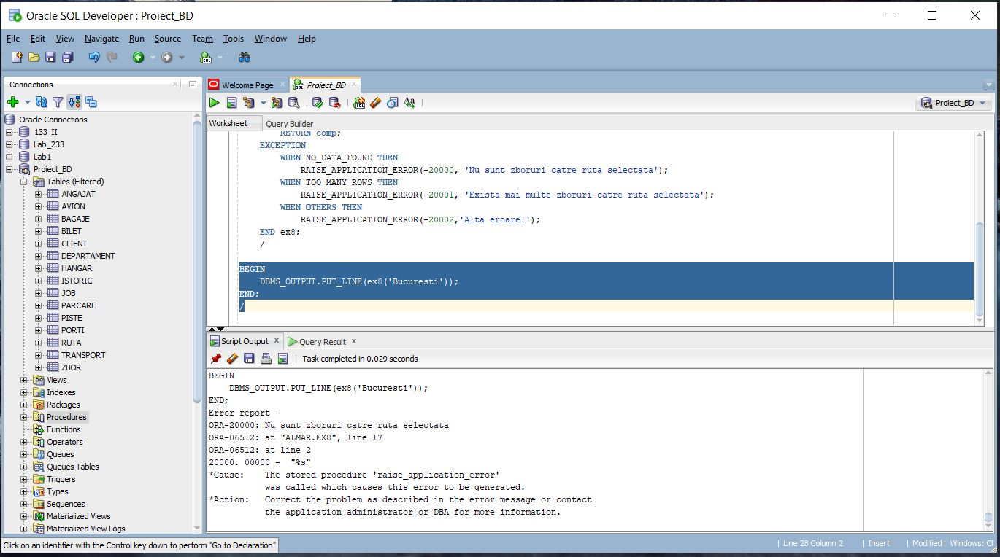 Oracle SQL Developer : Proiect_BD
File Edit View Navigate Run Source Team Tools Window Help
Connections
Welcome Page
Proiect_BD
Proiect_BD
Worksheet Query Builder
Oracle Connections
133_II
Lab_233
Lab1
Proiect_BD
Tables (Filtered)
ANGAJAT
AVION
BAGAJE
BILET
CLIENT
DEPARTAMENT
HANGAR
ISTORIC
JOB
PARCARE
PISTE
PORTI
RUTA
TRANSPORT
ZBOR
Views
Indexes
Packages
Procedures
Functions
Operators
Queues
Queues Tables
Triggers
Types
Sequences
Materialized Views
Materialized View Logs
RETURN comp;
EXCEPTION
WHEN NO_DATA_FOUND THEN
RAISE_APPLICATION_ERROR(-20000, 'Nu sunt zboruri catre ruta selectata');
WHEN TOO_MANY_ROWS THEN
RAISE_APPLICATION_ERROR(-20001, 'Exista mai multe zboruri catre ruta selectata');
WHEN OTHERS THEN
RAISE_APPLICATION_ERROR(-20002,'Alta eroare!');
END ex8;
/
BEGIN
DBMS_OUTPUT.PUT_LINE(ex8('Bucuresti'));
END;
/
Script Output x Query Result x
Task completed in 0.029 seconds
BEGIN
DBMS_OUTPUT.PUT_LINE(ex8('Bucuresti'));
END;
Error report -
ORA-20000: Nu sunt zboruri catre ruta selectata
ORA-06512: at "ALMAR.EX8", line 17
ORA-06512: at line 2
20000. 00000 - "%s"
*Cause: The stored procedure 'raise_application_error'
was called which causes this error to be generated.
*Action: Correct the problem as described in the error message or contact
the application administrator or DBA for more information.
Click on an identifier with the Control key down to perform "Go to Declaration"
Line 28 Column 2 | Insert | Modified | Windows: